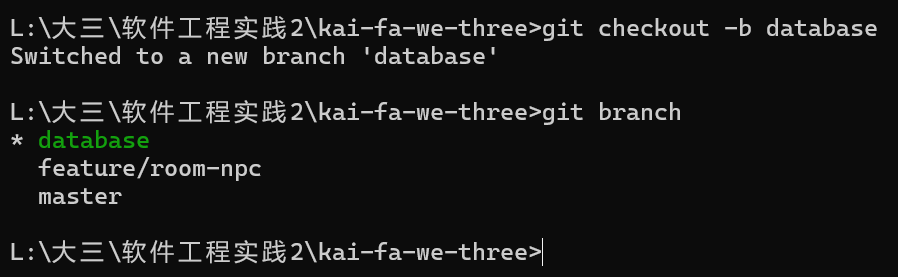 L:\大三\软件工程实践2\kai-fa-we-three>git checkout -b database
Switched to a new branch 'database'
L:\大三\软件工程实践2\kai-fa-we-three>git branch
* database
feature/room-npc
master
L:\大三\软件工程实践2\kai-fa-we-three>